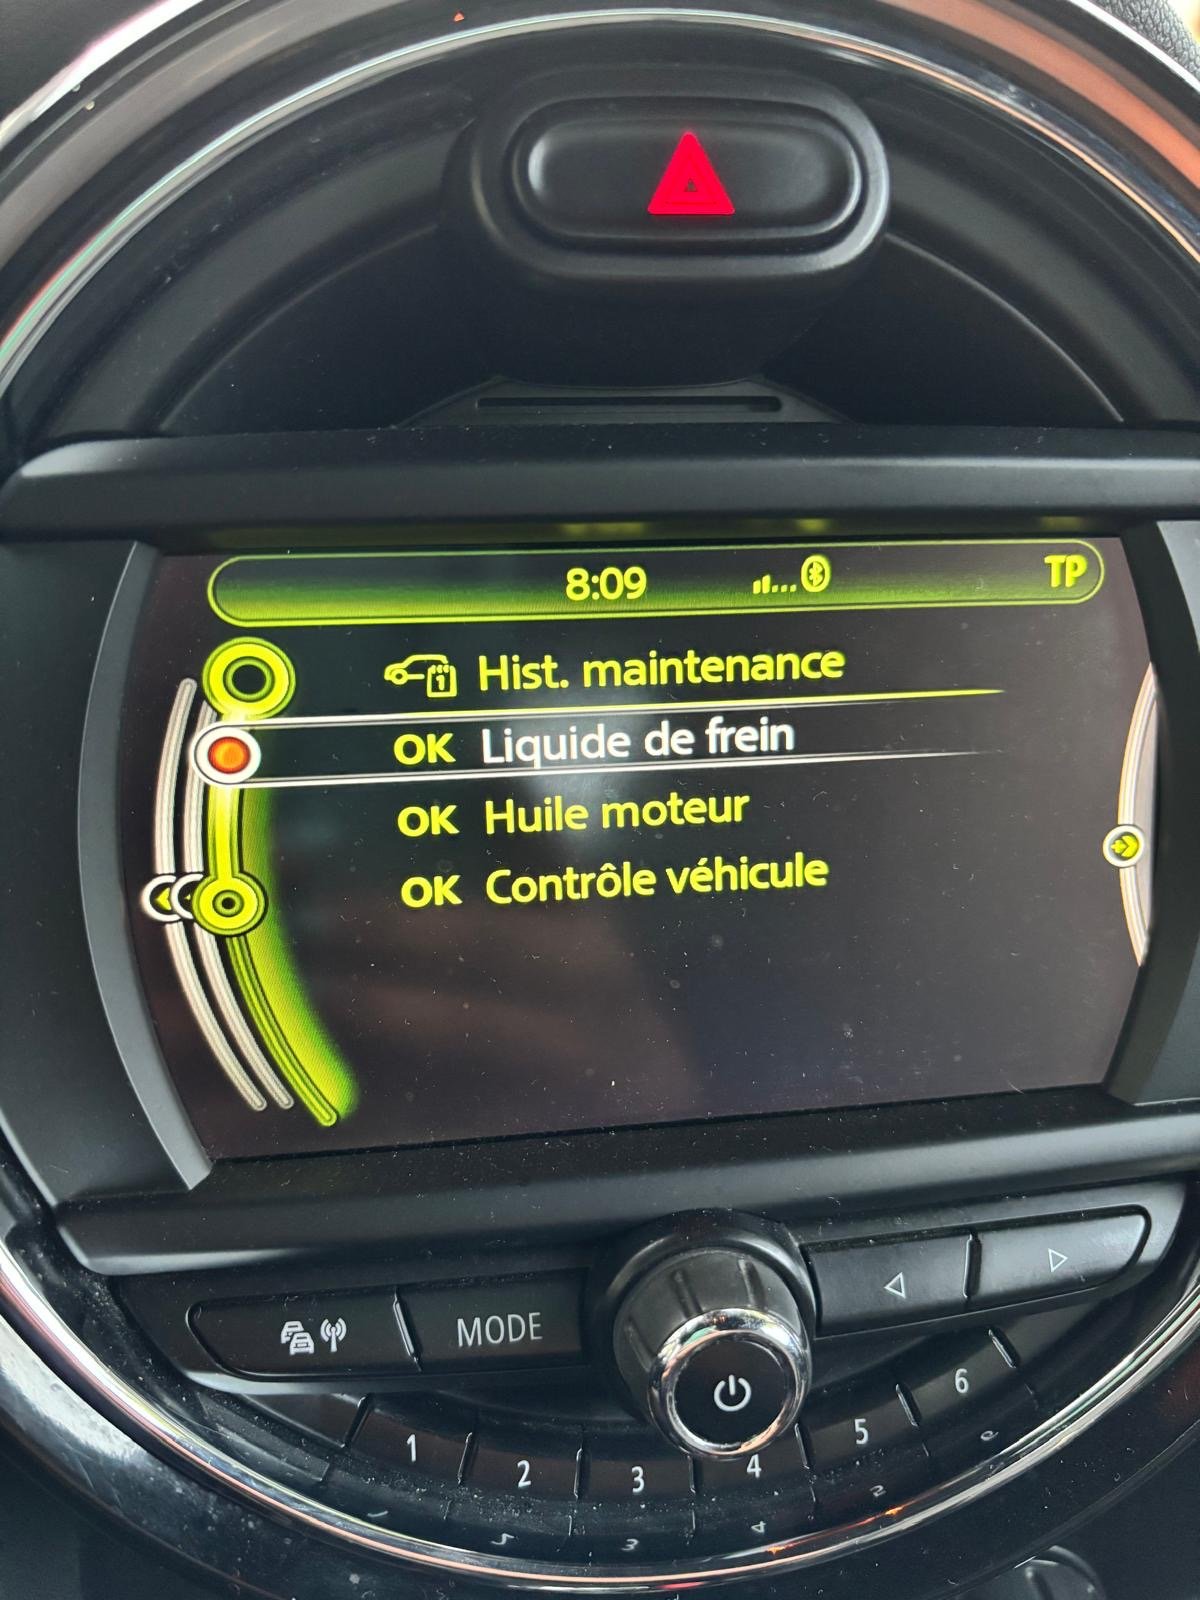 8:09 TP
Hist. maintenance
OK Liquide de frein
OK Huile moteur
OK Contrôle véhicule
MODE
1 2 3 4 5 6